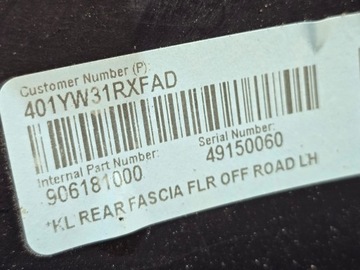 Customer Number (P):
401YW31RXFAD
Internal Part Number:
906181000
Serial Number:
49150060
*KL REAR FASCIA FLR OFF ROAD LH